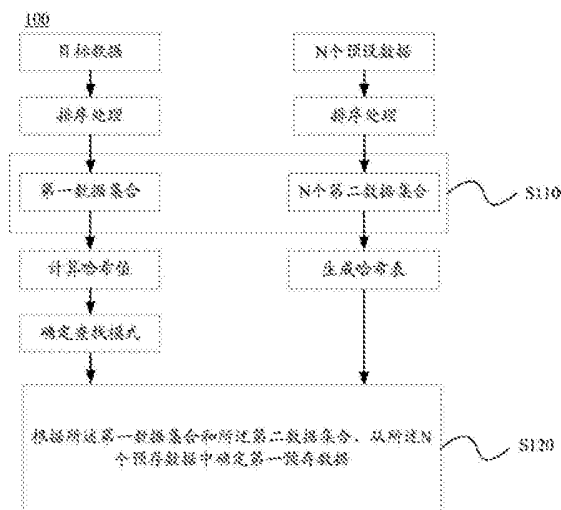 100
目标数据
N个预设数据
排序处理
排序处理
第一数据集合
N个第二数据集合
S110
计算哈希值
生成哈希表
确定查找模式
根据所述第一数据集合和所述第二数据集合，从所述N
个预存数据中确定第一预存数据
S120